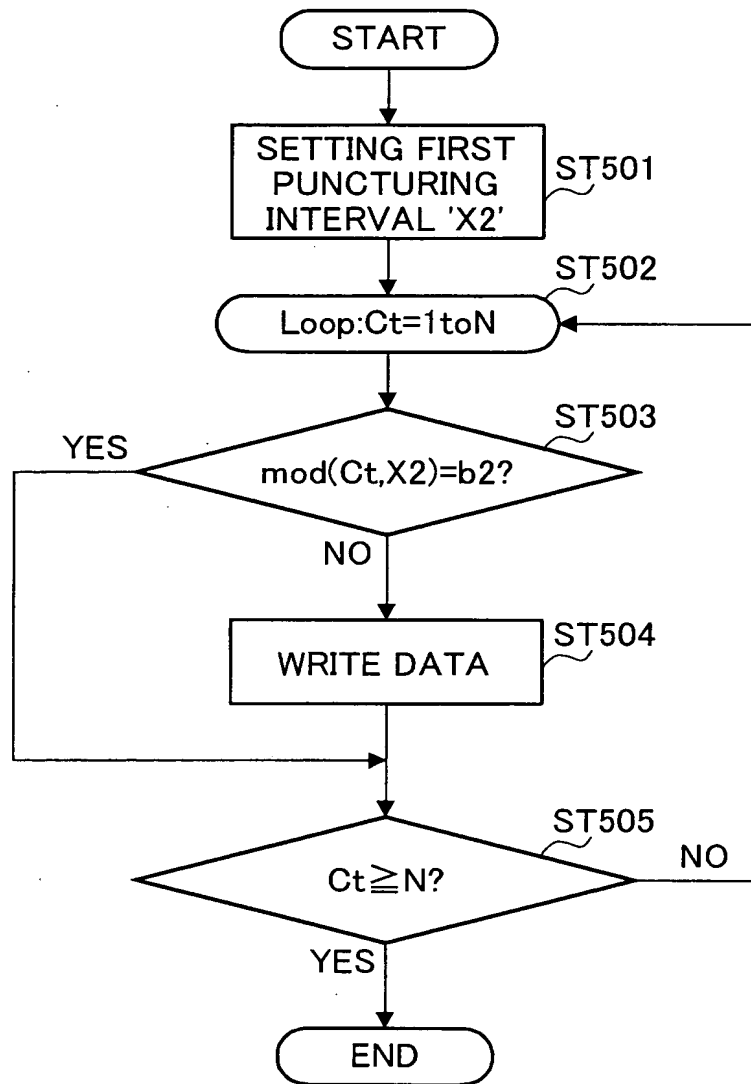 START
SETTING FIRST
PUNCTURING
INTERVAL 'X2'
ST501
ST502
Loop:Ct=1toN
ST503
YES
mod(Ct,X2)=b2?
NO
ST504
WRITE DATA
ST505
Ct≧N?
NO
YES
END